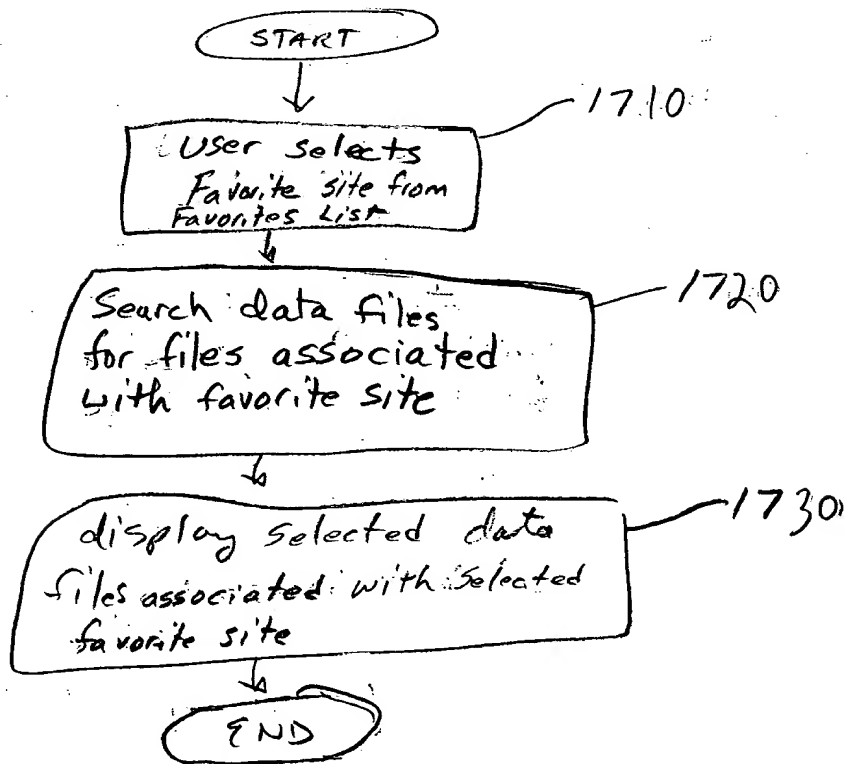 START
1710
User selects
Favorite site from
Favorites List
1720
Search data files
for files associated
with favorite site
1730
display selected data
files associated with selected
favorite site
END